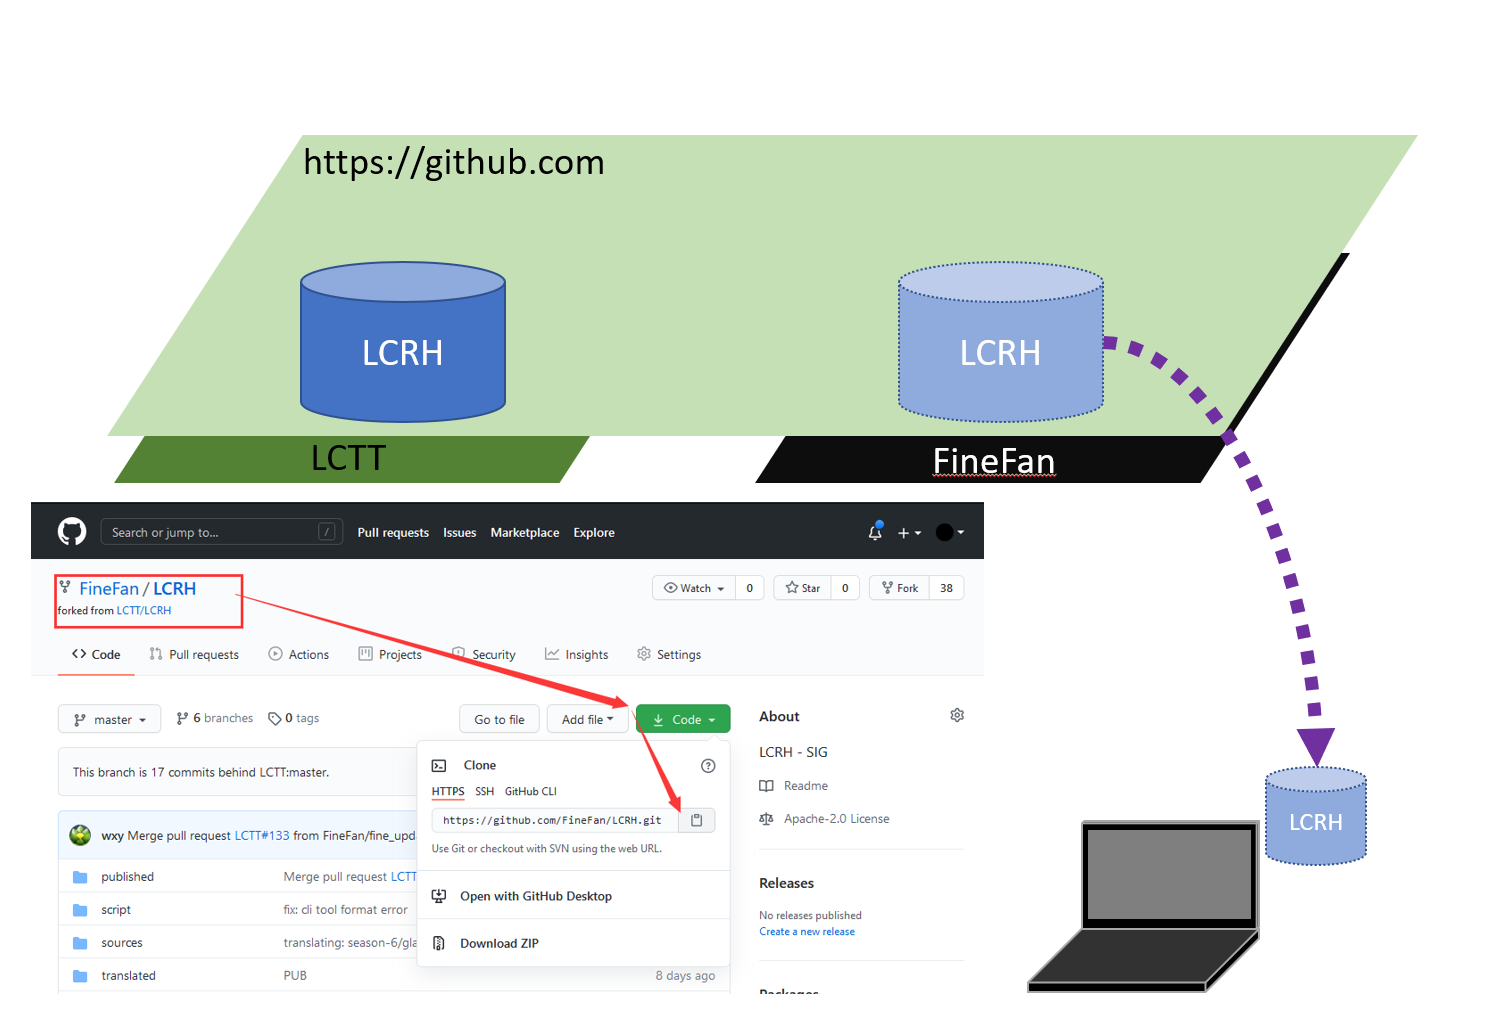 https://github.com
LCRH
LCRH
LCTT
FineFan
Search or jump to... /
Pull requests Issues Marketplace Explore
FineFan / LCRH
forked from LCTT/LCRH
Watch 0 Star 0 Fork 38
Code Pull requests Actions Projects Security Insights Settings
master 6 branches 0 tags
Go to file Add file Code
This branch is 17 commits behind LCTT:master.
Clone
HTTPS SSH GitHub CLI
https://github.com/FineFan/LCRH.git
Use Git or checkout with SVN using the web URL.
Open with GitHub Desktop
Download ZIP
wxy Merge pull request LCTT#133 from FineFan/fine_upd
published Merge pull request LCTT
script fix: cli tool format error
sources translating: season-6/gla
translated PUB 8 days ago
About
LCRH - SIG
Readme
Apache-2.0 License
Releases
No releases published
Create a new release
Packages
LCRH